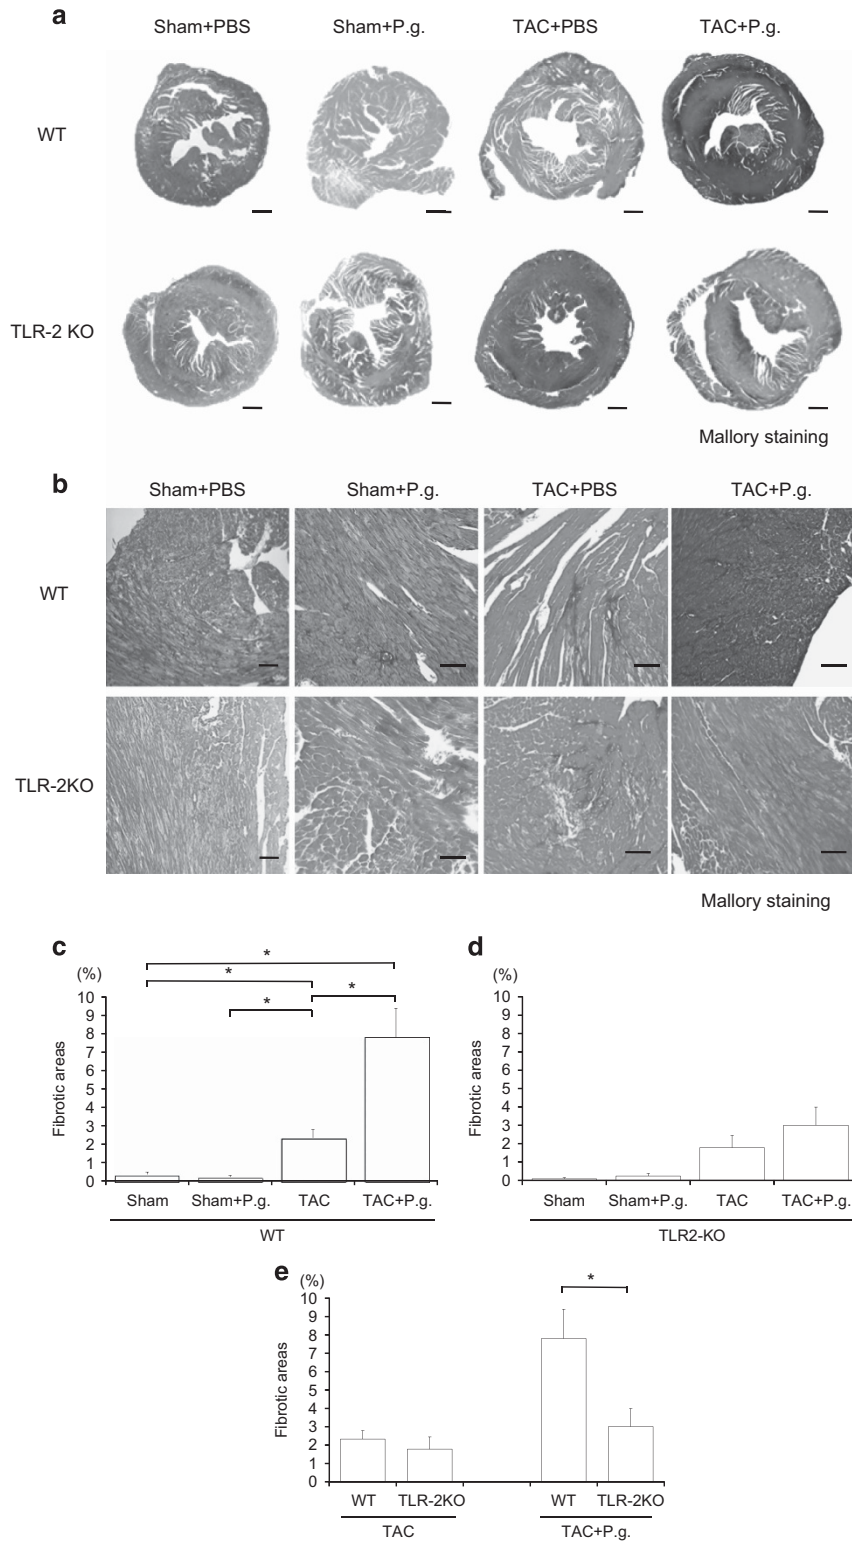 a
Sham+PBS Sham+P.g. TAC+PBS TAC+P.g.
WT
TLR-2 KO
Mallory staining
b
Sham+PBS Sham+P.g. TAC+PBS TAC+P.g.
WT
TLR-2KO
Mallory staining
c
(%)
Fibrotic areas
10
9
8
7
6
5
4
3
2
1
0
*
*
*
*
Sham Sham+P.g. TAC TAC+P.g.
WT
d
(%)
Fibrotic areas
10
9
8
7
6
5
4
3
2
1
0
Sham Sham+P.g. TAC TAC+P.g.
TLR2-KO
e
(%)
Fibrotic areas
10
9
8
7
6
5
4
3
2
1
0
*
WT TLR-2KO WT TLR-2KO
TAC TAC+P.g.